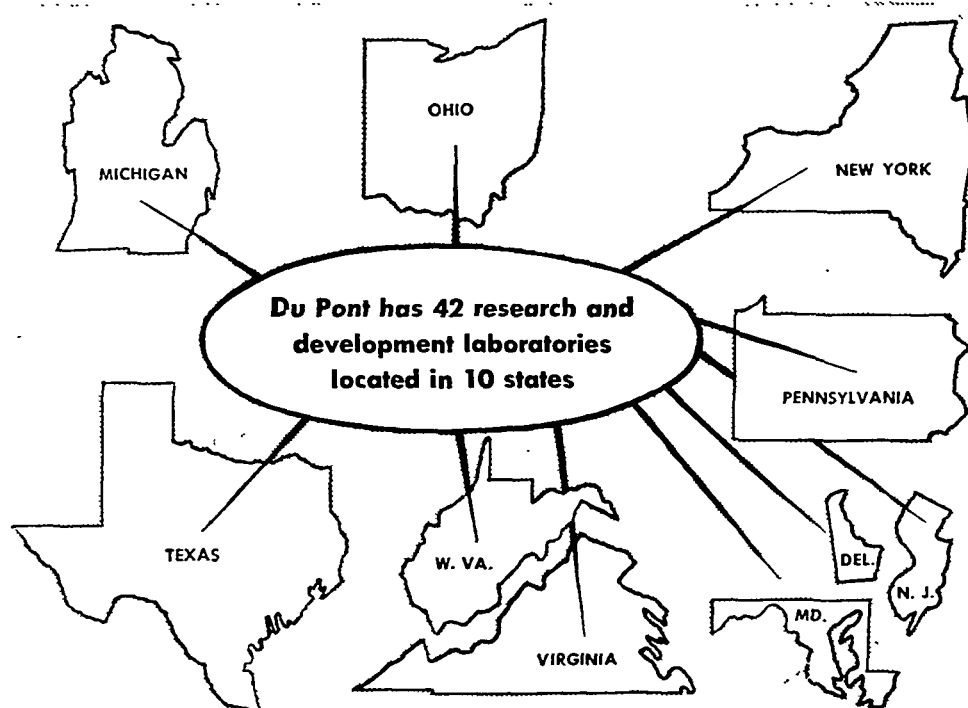 OHIO
MICHIGAN
NEW YORK
Du Pont has 42 research and
development laboratories
located in 10 states
PENNSYLVANIA
TEXAS
W. VA.
DEL.
N. J.
MD.
VIRGINIA